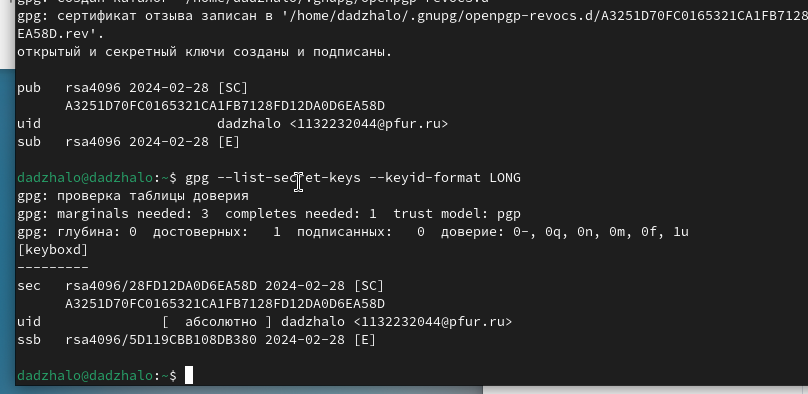 gpg: создан каталог '/home/dadzhalo/.gnupg/openpgp-revocs.d'
gpg: сертификат отзыва записан в '/home/dadzhalo/.gnupg/openpgp-revocs.d/A3251D70FC0165321CA1FB7128
EA58D.rev'.
открытый и секретный ключи созданы и подписаны.
pub   rsa4096 2024-02-28 [SC]
      A3251D70FC0165321CA1FB7128FD12DA0D6EA58D
uid                      dadzhalo <1132232044@pfur.ru>
sub   rsa4096 2024-02-28 [E]
dadzhalo@dadzhalo:~$ gpg --list-secret-keys --keyid-format LONG
gpg: проверка таблицы доверия
gpg: marginals needed: 3  completes needed: 1  trust model: pgp
gpg: глубина: 0  достоверных:   1  подписанных:   0  доверие: 0-, 0q, 0n, 0m, 0f, 1u
[keyboxd]
---------
sec   rsa4096/28FD12DA0D6EA58D 2024-02-28 [SC]
      A3251D70FC0165321CA1FB7128FD12DA0D6EA58D
uid               [  абсолютно ] dadzhalo <1132232044@pfur.ru>
ssb   rsa4096/5D119CBB108DB380 2024-02-28 [E]
dadzhalo@dadzhalo:~$